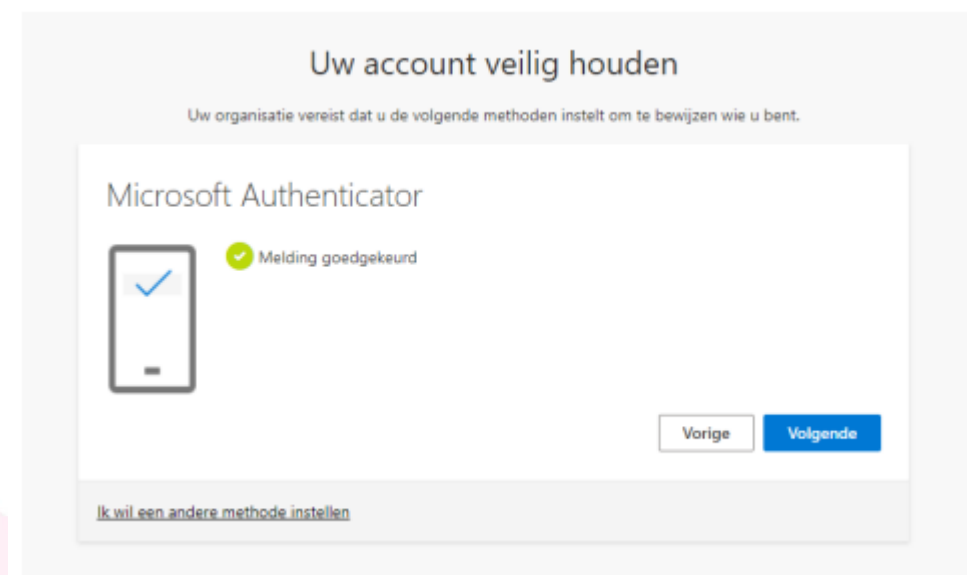 Uw account veilig houden
Uw organisatie vereist dat u de volgende methoden instelt om te bewijzen wie u bent.
Microsoft Authenticator
Melding goedgekeurd
Vorige
Volgende
Ik wil een andere methode instellen